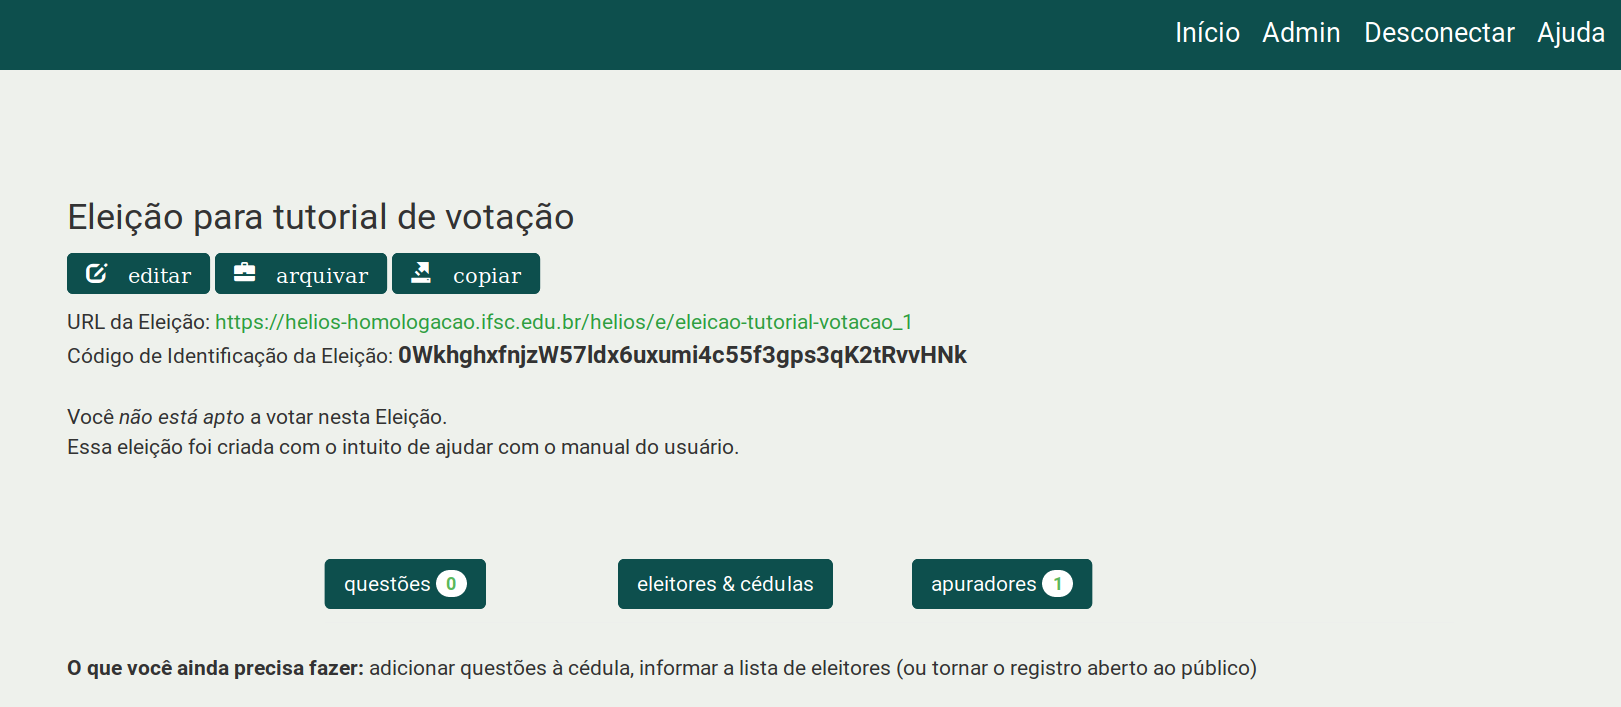 Início Admin Desconectar Ajuda
Eleição para tutorial de votação
editar arquivar copiar
URL da Eleição: https://helios-homologacao.ifsc.edu.br/helios/e/eleicao-tutorial-votacao_1
Código de Identificação da Eleição: 0WkhghxfnjzW57ldx6uxumi4c55f3gps3qK2tRvvHNk
Você não está apto a votar nesta Eleição.
Essa eleição foi criada com o intuito de ajudar com o manual do usuário.
questões 0 eleitores & cédulas apuradores 1
O que você ainda precisa fazer: adicionar questões à cédula, informar a lista de eleitores (ou tornar o registro aberto ao público)